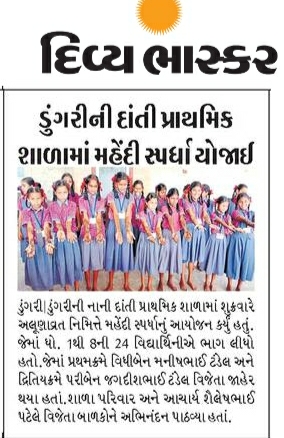 દિવ્ય ભાસ્કર
ડુંગરીની દાંતી પ્રાથમિક
શાળામાં મહેંદી સ્પર્ધા યોજાઈ
ડુંગરી|ડુંગરીની નાની દાંતી પ્રાથમિક શાળામાં શુક્રવારે
અલૂણાવ્રત નિમિત્તે મહેંદી સ્પર્ધાનું આયોજન કર્યું હતું.
જેમાં ધો. 1થી 8ની 24 વિદ્યાર્થિનીએ ભાગ લીધો
હતો.જેમાં પ્રથમક્રમે વિધીબેન મનીષભાઈ ટંડેલ અને
દ્રિતિયક્રમે પરીબેન જગદીશભાઈ ટંડેલ વિજેતા જાહેર
થયા હતાં.શાળા પરિવાર અને આચાર્ય શૈલેષભાઈ
પટેલે વિજેતા બાળકોને અભિનંદન પાઠવ્યા હતાં.